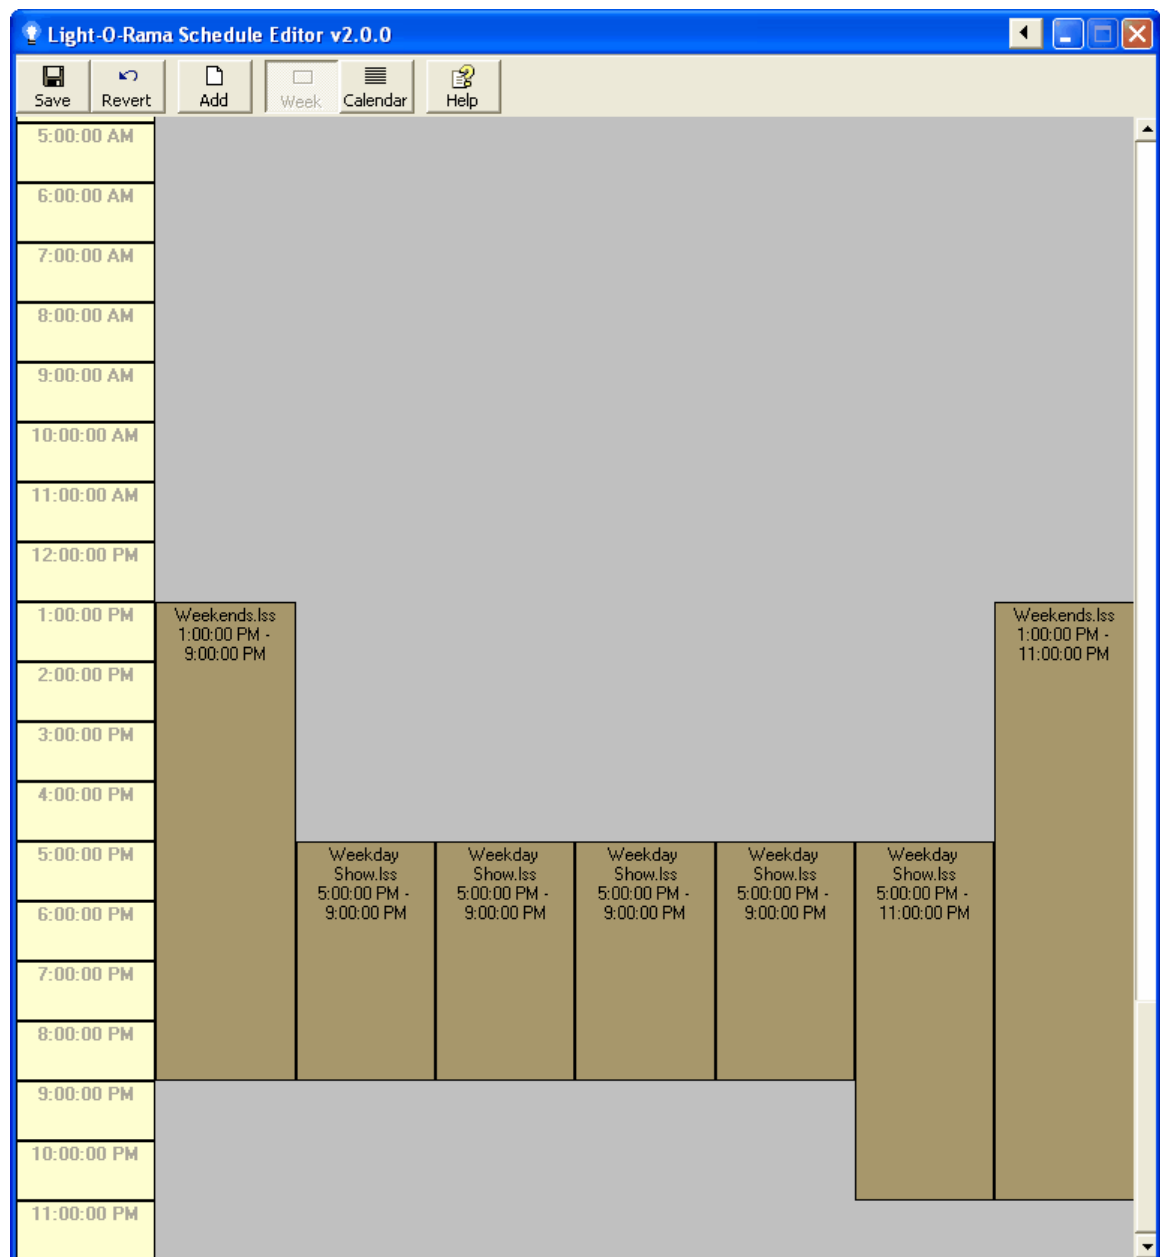 Light-O-Rama Schedule Editor v2.0.0
Save Revert Add Week Calendar Help
5:00:00 AM
6:00:00 AM
7:00:00 AM
8:00:00 AM
9:00:00 AM
10:00:00 AM
11:00:00 AM
12:00:00 PM
1:00:00 PM
2:00:00 PM
3:00:00 PM
4:00:00 PM
5:00:00 PM
6:00:00 PM
7:00:00 PM
8:00:00 PM
9:00:00 PM
10:00:00 PM
11:00:00 PM
Weekends.lss
1:00:00 PM -
9:00:00 PM
Weekday
Show.lss
5:00:00 PM -
9:00:00 PM
Weekday
Show.lss
5:00:00 PM -
9:00:00 PM
Weekday
Show.lss
5:00:00 PM -
9:00:00 PM
Weekday
Show.lss
5:00:00 PM -
9:00:00 PM
Weekday
Show.lss
5:00:00 PM -
11:00:00 PM
Weekends.lss
1:00:00 PM -
11:00:00 PM